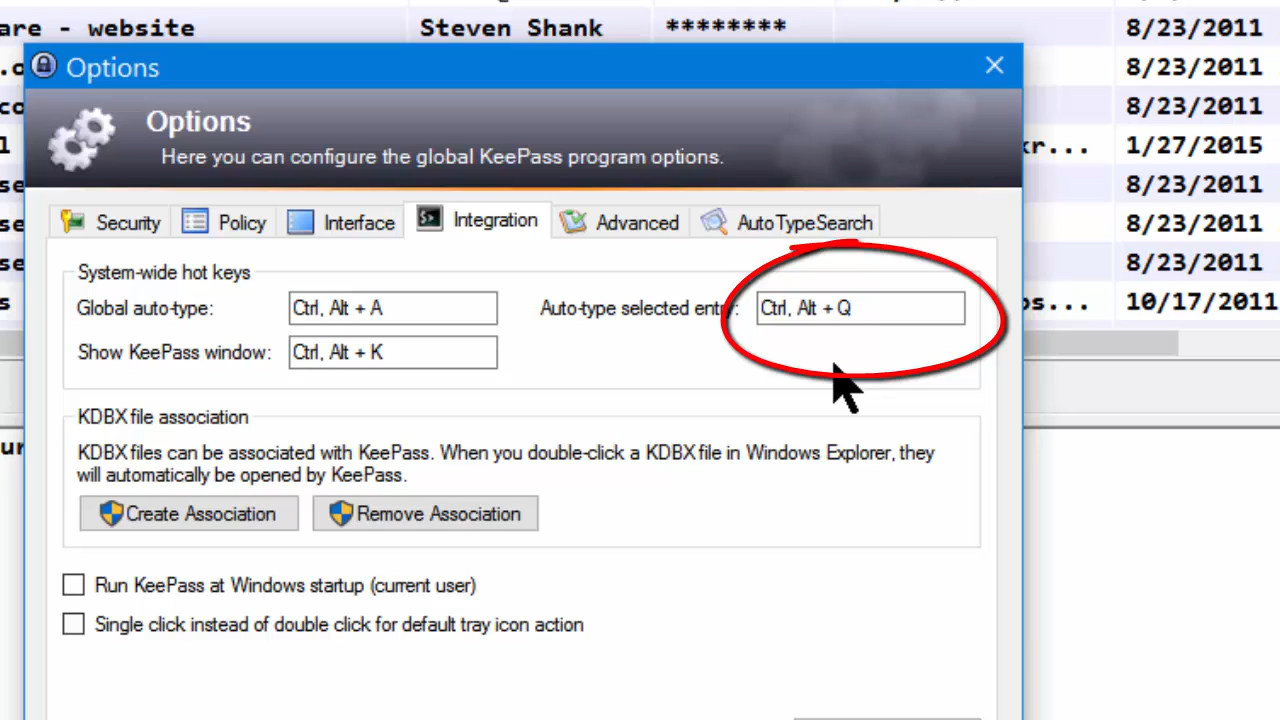 are - website Steven Shank ******** 8/23/2011
8/23/2011
8/23/2011
1/27/2015
8/23/2011
8/23/2011
8/23/2011
10/17/2011
Options
Options
Here you can configure the global KeePass program options.
Security Policy Interface Integration Advanced AutoTypeSearch
System-wide hot keys
Global auto-type: Ctrl, Alt + A Auto-type selected entry: Ctrl, Alt + Q
Show KeePass window: Ctrl, Alt + K
KDBX file association
KDBX files can be associated with KeePass. When you double-click a KDBX file in Windows Explorer, they
will automatically be opened by KeePass.
Create Association Remove Association
Run KeePass at Windows startup (current user)
Single click instead of double click for default tray icon action